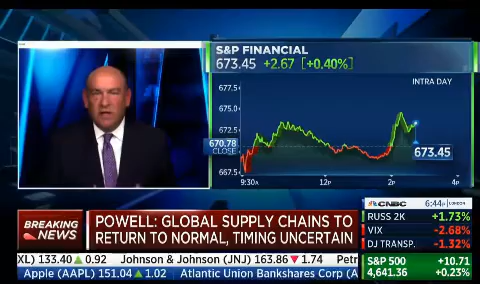 S&P FINANCIAL
673.45 +2.67 [+0.40%]
INTRA DAY
677.5
675.0
672.5
670.78
CLOSE
667.5
673.45
9:30A 12P 2P 4P
BREAKING
NEWS
POWELL: GLOBAL SUPPLY CHAINS TO
RETURN TO NORMAL, TIMING UNCERTAIN
CNBC 6:44P LONDON
RUSS 2K +1.73%
VIX -2.68%
DJ TRANSP. -1.32%
S&P 500 +10.71
4,641.36 +0.23%
XL) 133.40 ▲ 0.92 Johnson & Johnson (JNJ) 163.86 ▼ 1.74 Petr
Apple (AAPL) 151.04 ▲ 1.02 Atlantic Union Bankshares Corp (A